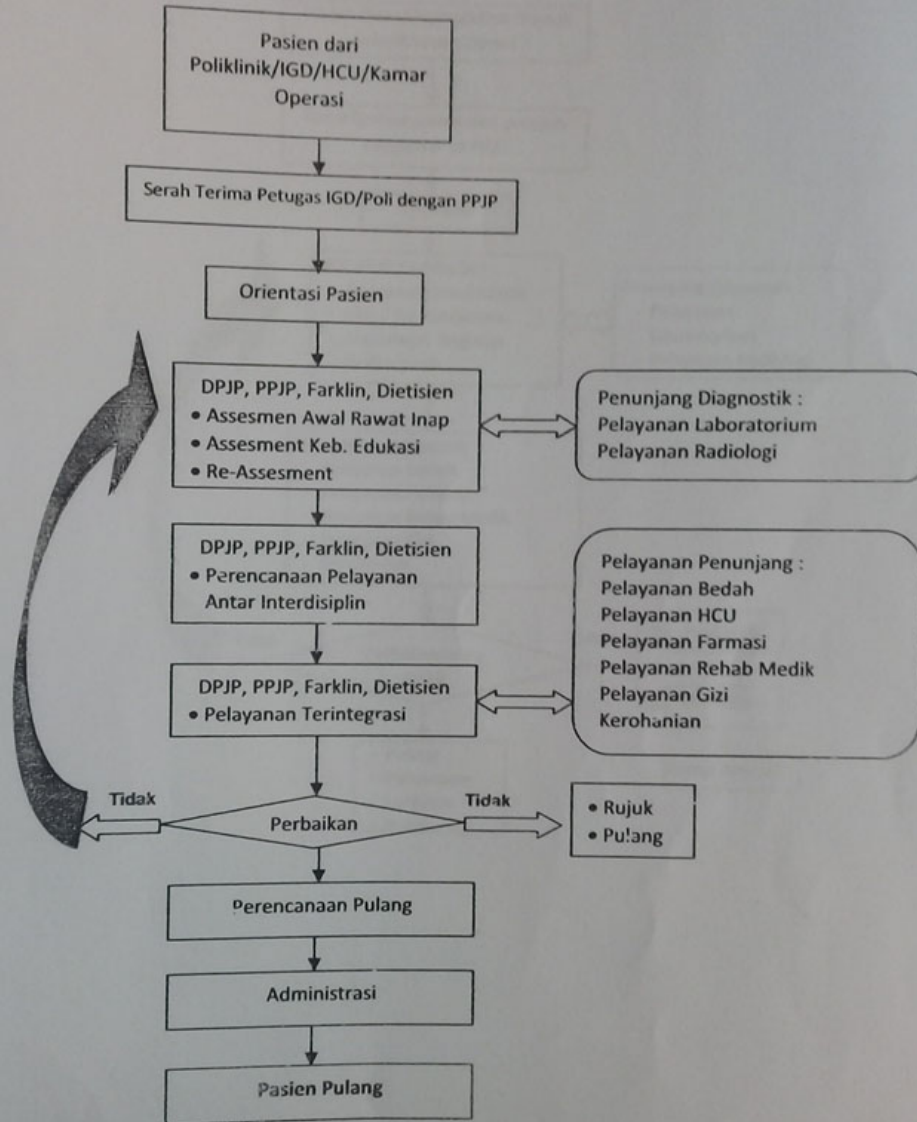 Pasien dari
Poliklinik/IGD/HCU/Kamar
Operasi
Serah Terima Petugas IGD/Poli dengan PPJP
Orientasi Pasien
DPJP, PPJP, Farklin, Dietisien
• Assesmen Awal Rawat Inap
• Assesment Keb. Edukasi
• Re-Assesment
Penunjang Diagnostik :
Pelayanan Laboratorium
Pelayanan Radiologi
DPJP, PPJP, Farklin, Dietisien
• Perencanaan Pelayanan
Antar Interdisiplin
Pelayanan Penunjang :
Pelayanan Bedah
Pelayanan HCU
Pelayanan Farmasi
Pelayanan Rehab Medik
Pelayanan Gizi
Kerohanian
DPJP, PPJP, Farklin, Dietisien
• Pelayanan Terintegrasi
Tidak
Perbaikan
Tidak
• Rujuk
• Pulang
Perencanaan Pulang
Administrasi
Pasien Pulang